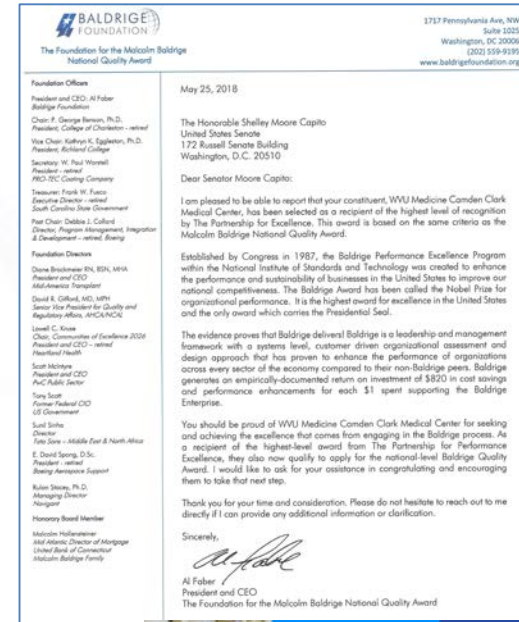 BALDRIGE
FOUNDATION
The Foundation for the Malcolm Baldrige
National Quality Award
1717 Pennsylvania Ave, NW
Suite 1025
Washington, DC 20006
(202) 559-9195
www.baldrigefoundation.org
Foundation Officers
President and CEO: Al Faber
Baldrige Foundation
Chair: P. George Benson, Ph.D.
President, College of Charleston - retired
Vice Chair: Kathryn K. Eggleston, Ph.D.
President, Richland College
Secretary: W. Paul Worstell
President - retired
PRO-TEC Coating Company
Treasurer: Frank W. Fusco
Executive Director - retired
South Carolina State Government
Past Chair: Debbie L. Collard
Director, Program Management, Integration
& Development – retired, Boeing
Foundation Directors
Diane Brockmeier RN, BSN, MHA
President and CEO
Mid-America Transplant
David R. Gifford, MD, MPH
Senior Vice President for Quality and
Regulatory Affairs, AHCA/NCAL
Lowell C. Kruse
Chair, Communities of Excellence 2026
President and CEO – retired
Heartland Health
Scott McIntyre
President and CEO
PwC Public Sector
Tony Scott
Former Federal CIO
US Government
Sunil Sinha
Director
Tata Sons – Middle East & North Africa
E. David Spong, D.Sc.
President - retired
Boeing Aerospace Support
Rulon Stacey, Ph.D.
Managing Director
Navigant
Honorary Board Member
Malcolm Hollensteiner
Mid Atlantic Director of Mortgage
United Bank of Connecticut
Malcolm Baldrige Family
May 25, 2018
The Honorable Shelley Moore Capito
United States Senate
172 Russell Senate Building
Washington, D.C. 20510
Dear Senator Moore Capito:
I am pleased to be able to report that your constituent, WVU Medicine Camden Clark
Medical Center, has been selected as a recipient of the highest level of recognition
by The Partnership for Excellence. This award is based on the same criteria as the
Malcolm Baldrige National Quality Award.
Established by Congress in 1987, the Baldrige Performance Excellence Program
within the National Institute of Standards and Technology was created to enhance
the performance and sustainability of businesses in the United States to improve our
national competitiveness. The Baldrige Award has been called the Nobel Prize for
organizational performance. It is the highest award for excellence in the United States
and the only award which carries the Presidential Seal.
The evidence proves that Baldrige delivers! Baldrige is a leadership and management
framework with a systems level, customer driven organizational assessment and
design approach that has proven to enhance the performance of organizations
across every sector of the economy compared to their non-Baldrige peers. Baldrige
generates an empirically-documented return on investment of $820 in cost savings
and performance enhancements for each $1 spent supporting the Baldrige
Enterprise.
You should be proud of WVU Medicine Camden Clark Medical Center for seeking
and achieving the excellence that comes from engaging in the Baldrige process. As
a recipient of the highest-level award from The Partnership for Performance
Excellence, they also now qualify to apply for the national-level Baldrige Quality
Award. I would like to ask for your assistance in congratulating and encouraging
them to take that next step.
Thank you for your time and consideration. Please do not hesitate to reach out to me
directly if I can provide any additional information or clarification.
Sincerely,
Al Faber
Al Faber
President and CEO
The Foundation for the Malcolm Baldrige National Quality Award